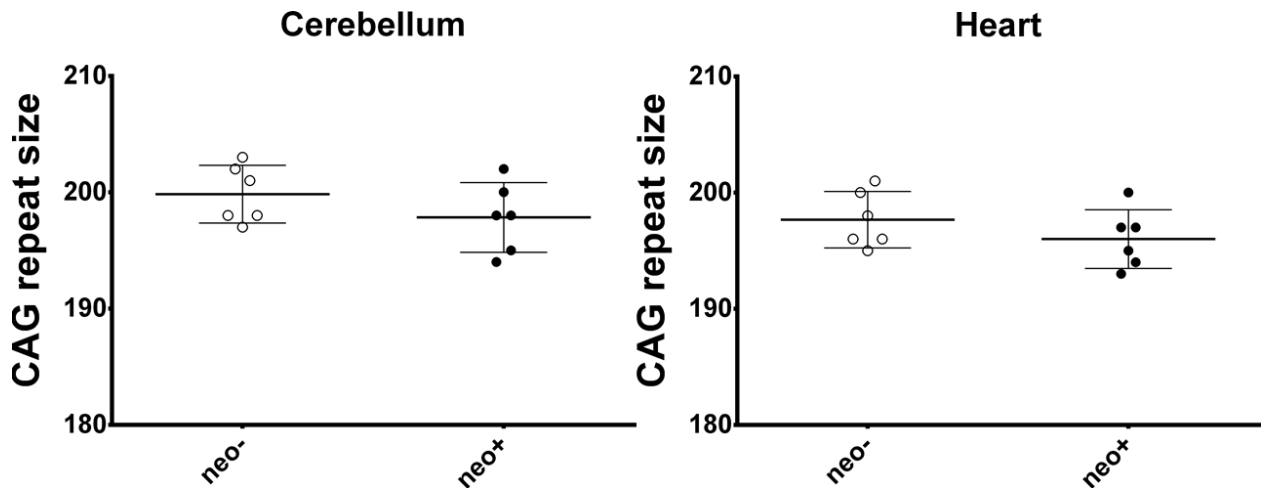 Cerebellum
CAG repeat size
210
200
190
180
neo-
neo+
Heart
CAG repeat size
210
200
190
180
neo-
neo+